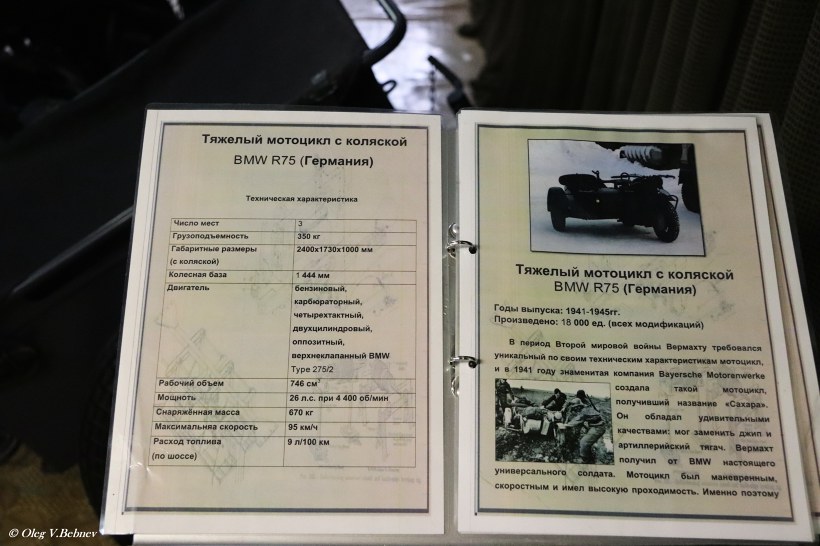 Тяжелый мотоцикл с коляской
BMW R75 (Германия)
Техническая характеристика
Число мест 3
Грузоподъемность 350 кг
Габаритные размеры 2400х1730х1000 мм
(с коляской)
Колесная база 1 444 мм
Двигатель бензиновый,
карбюраторный,
четырехтактный,
двухцилиндровый,
оппозитный,
верхнеклапанный BMW
Type 275/2
Рабочий объем 746 см³
Мощноть 26 л.с. при 4 400 об/мин
Снаряжённая масса 670 кг
Максимальняа скорость 95 км/ч
Расход топлива 9 л/100 км
(по шоссе)
Тяжелый мотоцикл с коляской
BMW R75 (Германия)
Годы выпуска: 1941-1945гг.
Произведено: 18 000 ед. (всех модификаций)
В период Второй мировой войны Вермахту требовался
уникальный по своим техническим характеристикам мотоцикл,
и в 1941 году знаменитая компания Bayersche Motorenwerke
создала такой мотоцикл,
получивший название «Сахара».
Он обладал удивительными
качествами: мог заменить джип и
артиллерийский тягач. Вермахт
получил от BMW настоящего
универсального солдата. Мотоцикл был маневренным,
скоростным и имел высокую проходимость. Именно поэтому
© Oleg V.Bebnev